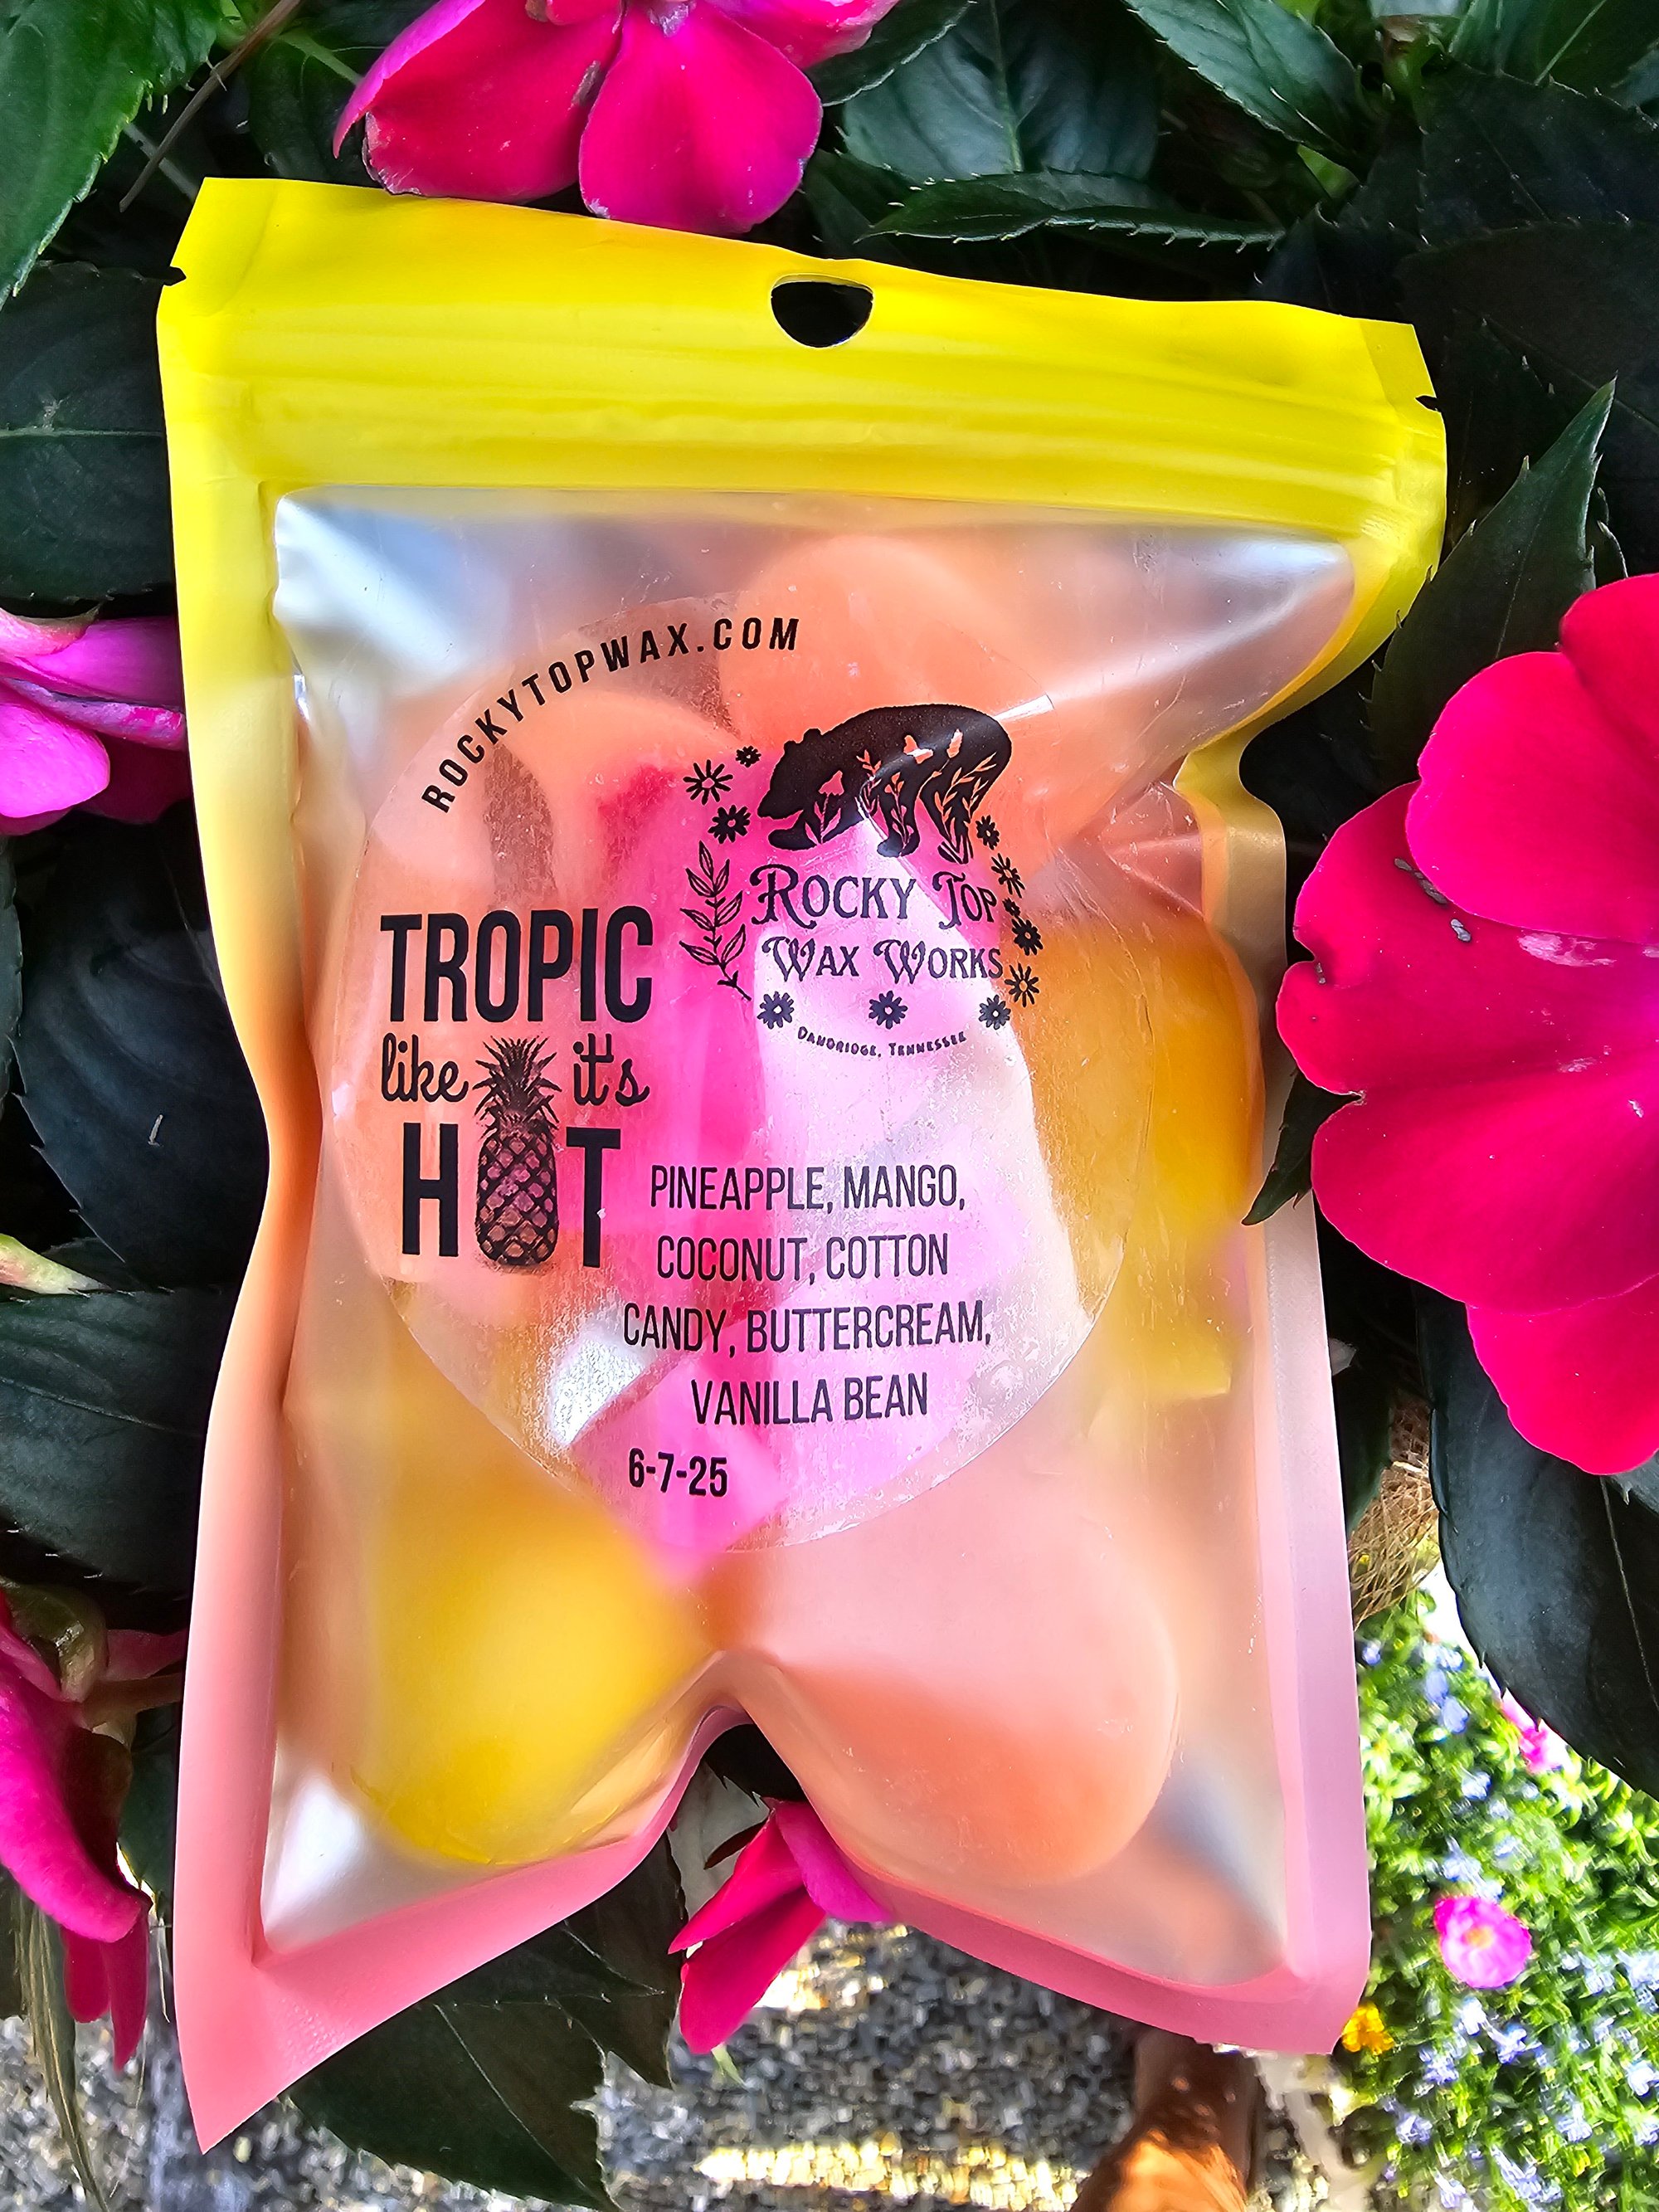 ROCKYTOPWAX.COM
ROCKY TOP
WAX WORKS
DANDRIDGE, TENNESSEE
TROPIC
like it's
HOT
PINEAPPLE, MANGO,
COCONUT, COTTON
CANDY, BUTTERCREAM,
VANILLA BEAN
6-7-25